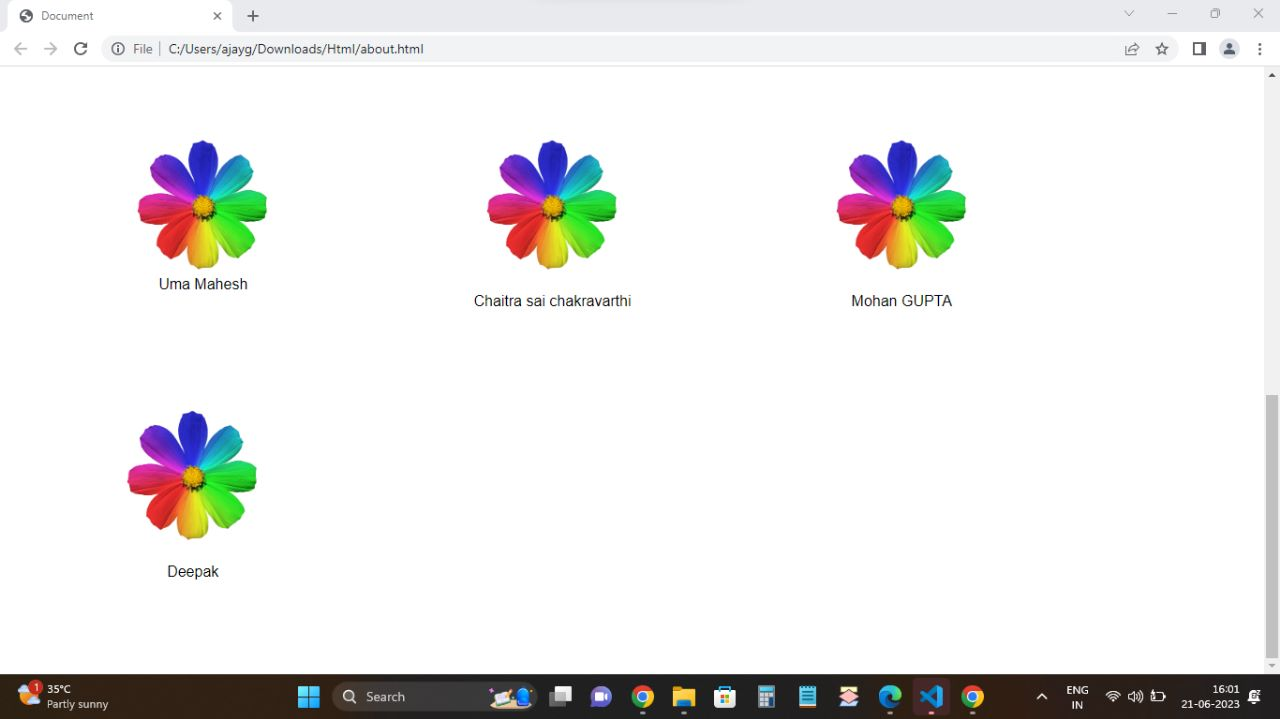 Document
File
C:/Users/ajayg/Downloads/Html/about.html
Uma Mahesh
Chaitra sai chakravarthi
Mohan GUPTA
Deepak
1
35°C
Partly sunny
Search
ENG
IN
16:01
21-06-2023